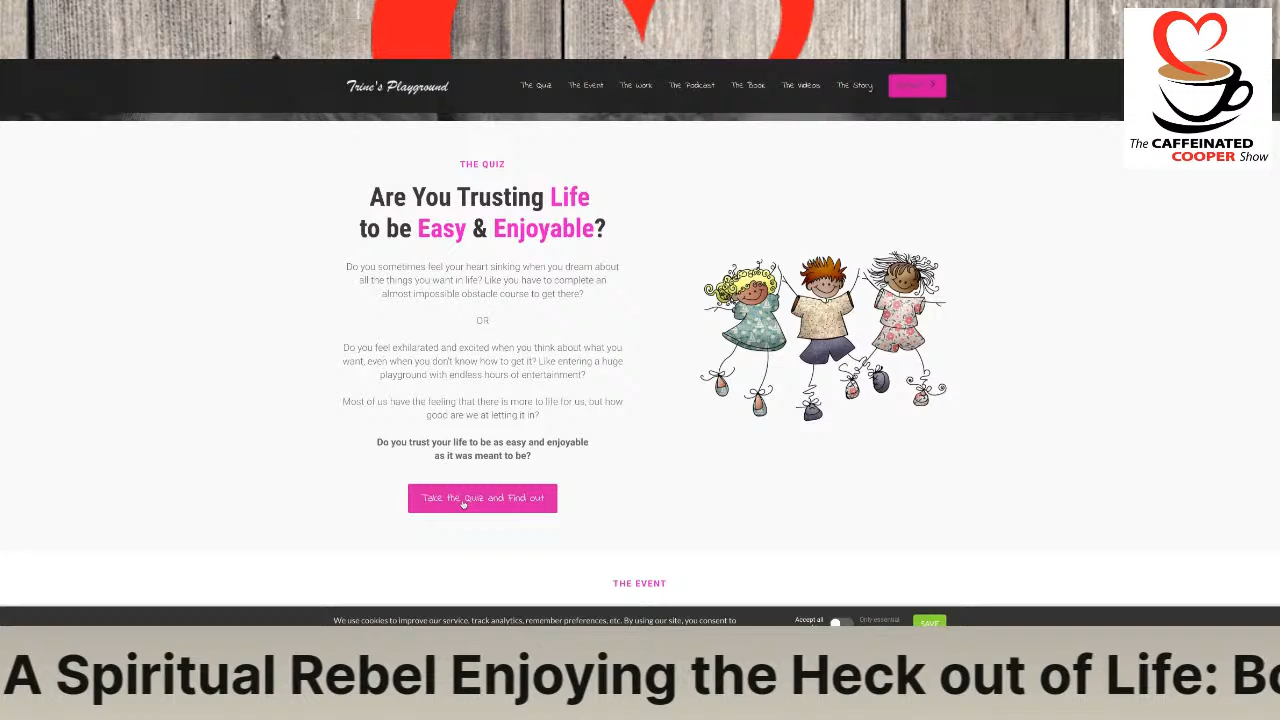 Trine's Playground
The Quiz The Event The Work The Podcast The Book The Videos The Story
The CAFFEINATED
COOPER Show
THE QUIZ
Are You Trusting Life
to be Easy & Enjoyable?
Do you sometimes feel your heart sinking when you dream about
all the things you want in life? Like you have to complete an
almost impossible obstacle course to get there?
OR
Do you feel exhilarated and excited when you think about what you
want, even when you don't know how to get it? Like entering a huge
playground with endless hours of entertainment?
Most of us have the feeling that there is more to life for us, but how
good are we at letting it in?
Do you trust your life to be as easy and enjoyable
as it was meant to be?
Take the Quiz and Find out
THE EVENT
We use cookies to improve our service, track analytics, remember preferences, etc. By using our site, you consent to
Accept all
Only essential
SAVE
A Spiritual Rebel Enjoying the Heck out of Life: Bo